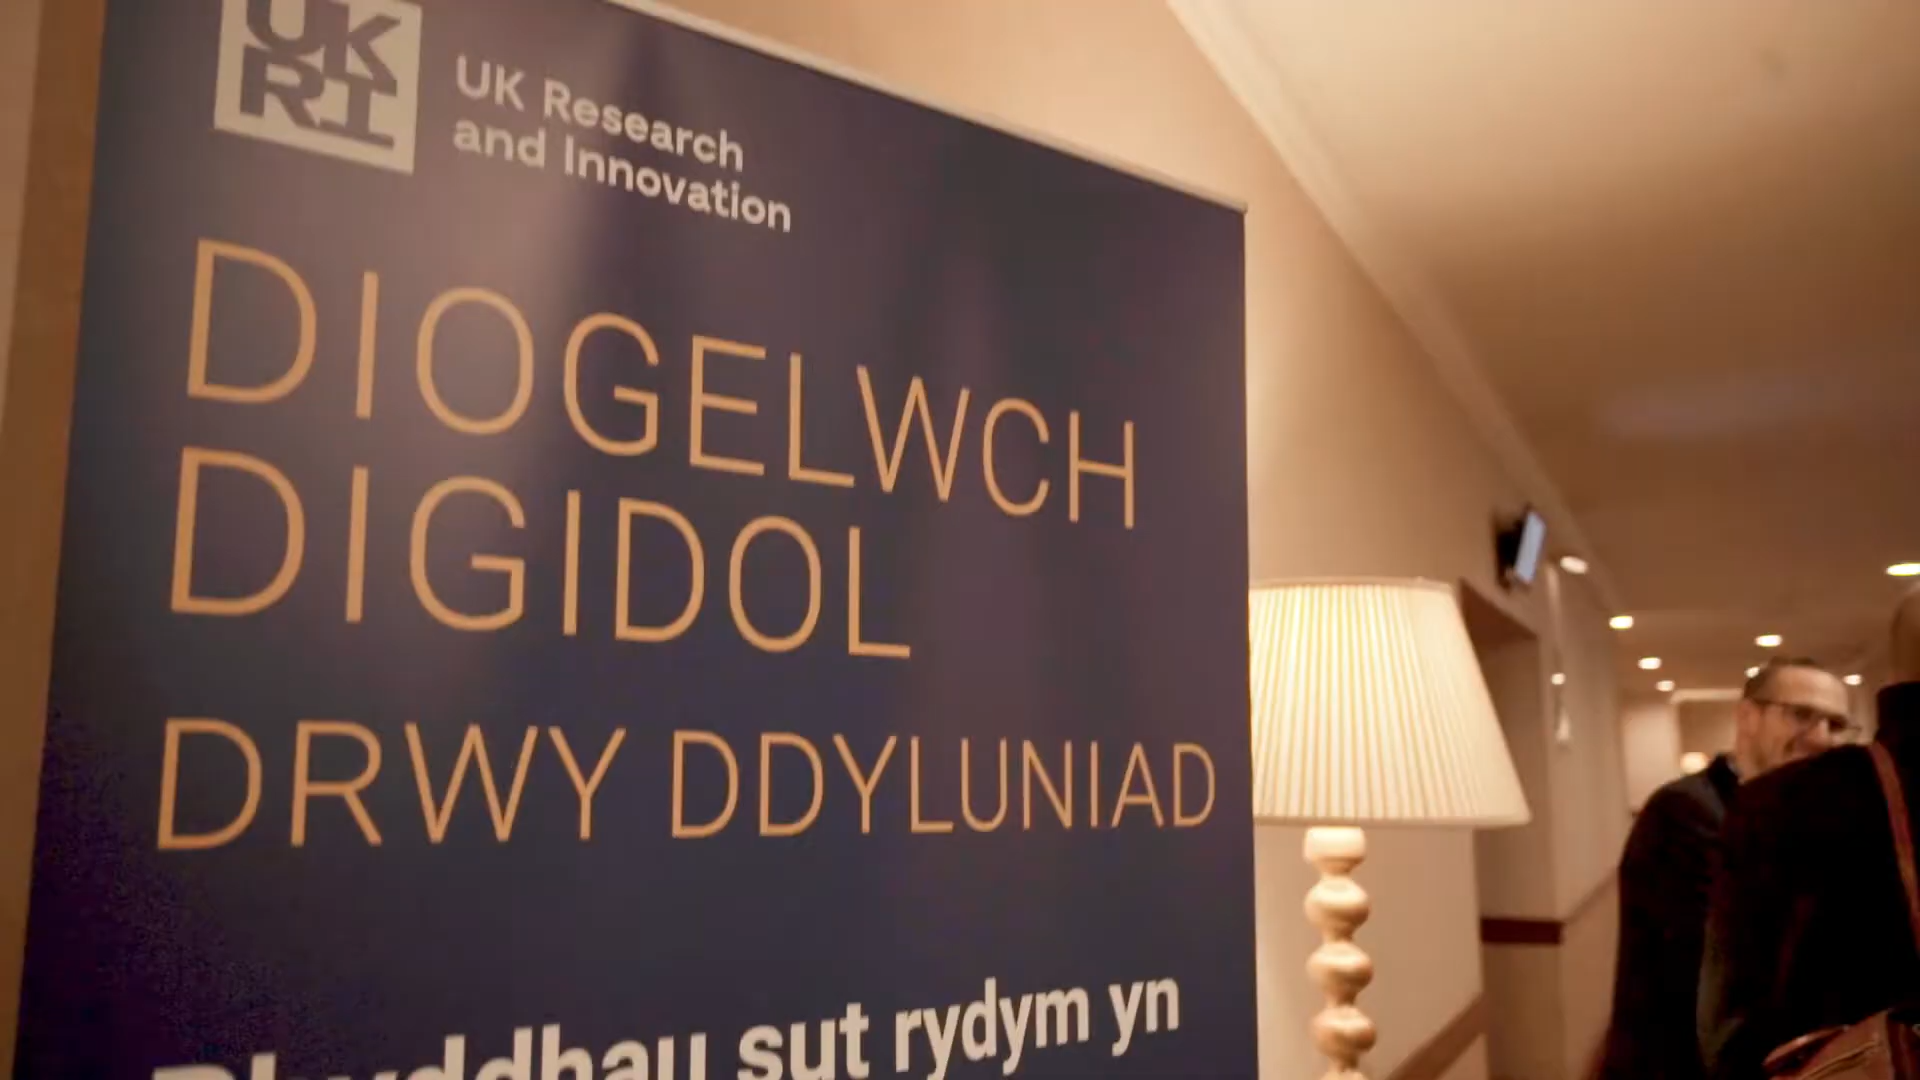 UK
RI
UK Research
and Innovation
DIOGELWCH
DIGIDOL
DRWY DDYLUNIAD
sut rydym yn